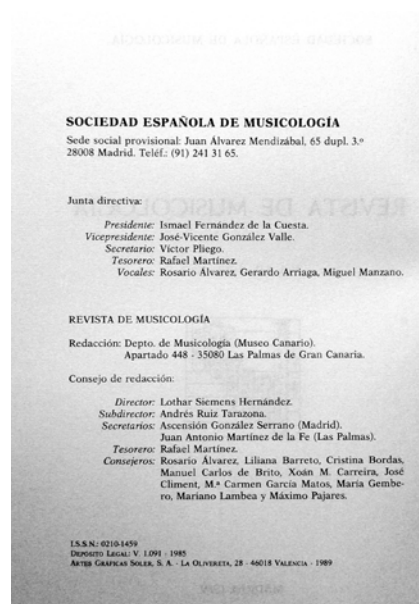 SOCIEDAD ESPAÑOLA DE MUSICOLOGÍA
Sede social provisional: Juan Álvarez Mendizábal, 65 dupl. 3.º
28008 Madrid. Teléf.: (91) 241 31 65.
Junta directiva:
Presidente: Ismael Fernández de la Cuesta.
Vicepresidente: José-Vicente González Valle.
Secretario: Víctor Pliego.
Tesorero: Rafael Martínez.
Vocales: Rosario Álvarez, Gerardo Arriaga, Miguel Manzano.
REVISTA DE MUSICOLOGÍA
Redacción: Depto. de Musicología (Museo Canario).
Apartado 448 - 35080 Las Palmas de Gran Canaria.
Consejo de redacción:
Director: Lothar Siemens Hernández.
Subdirector: Andrés Ruiz Tarazona.
Secretarios: Ascensión González Serrano (Madrid).
Juan Antonio Martínez de la Fe (Las Palmas).
Tesorero: Rafael Martínez.
Consejeros: Rosario Álvarez, Liliana Barreto, Cristina Bordas,
Manuel Carlos de Brito, Xoán M. Carreira, José
Climent, M.ª Carmen García Matos, María Gembe-
ro, Mariano Lambea y Máximo Pajares.
I.S.S.N.: 0210-1459
DEPÓSITO LEGAL: V. 1.091 - 1985
ARTES GRÁFICAS SOLER, S. A. - LA OLIVERETA, 28 - 46018 VALENCIA - 1989